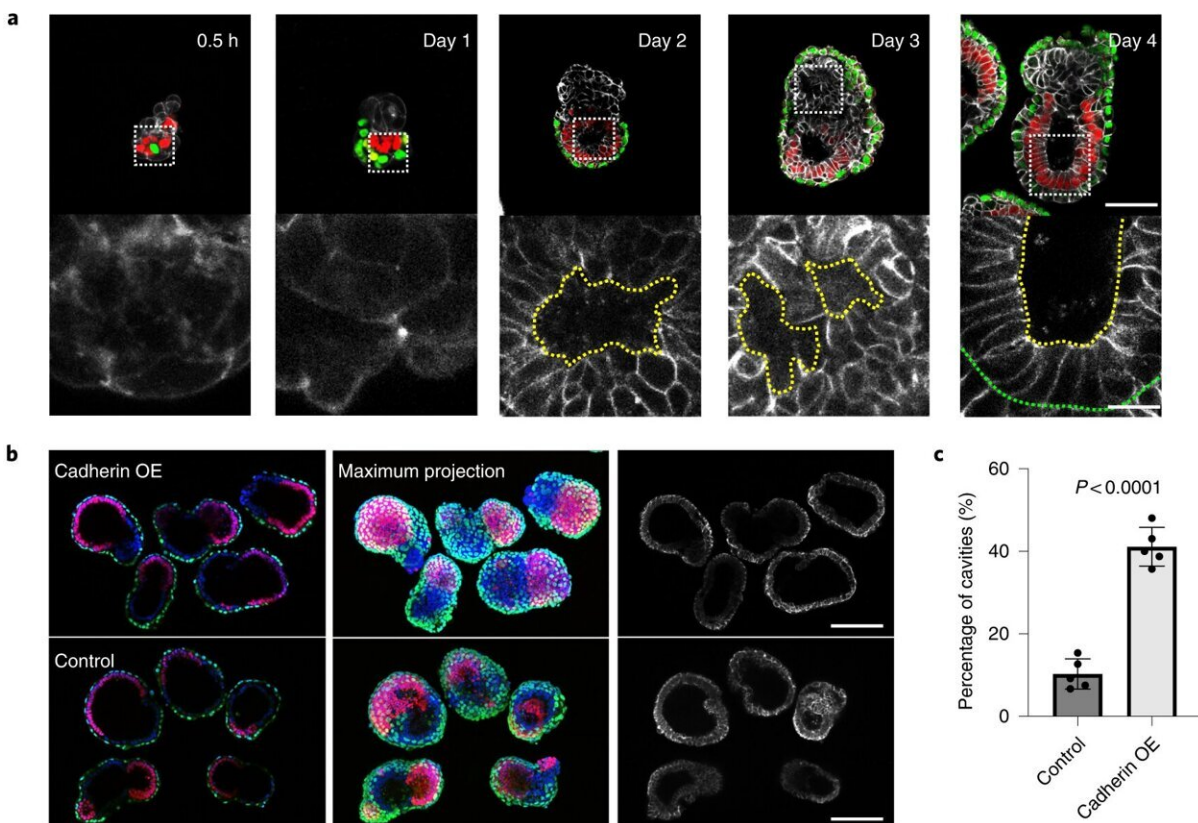 a
0.5 h
Day 1
Day 2
Day 3
Day 4
b
Cadherin OE
Maximum projection
Control
c
Percentage of cavities (%)
60
40
20
0
P < 0.0001
Control
Cadherin OE